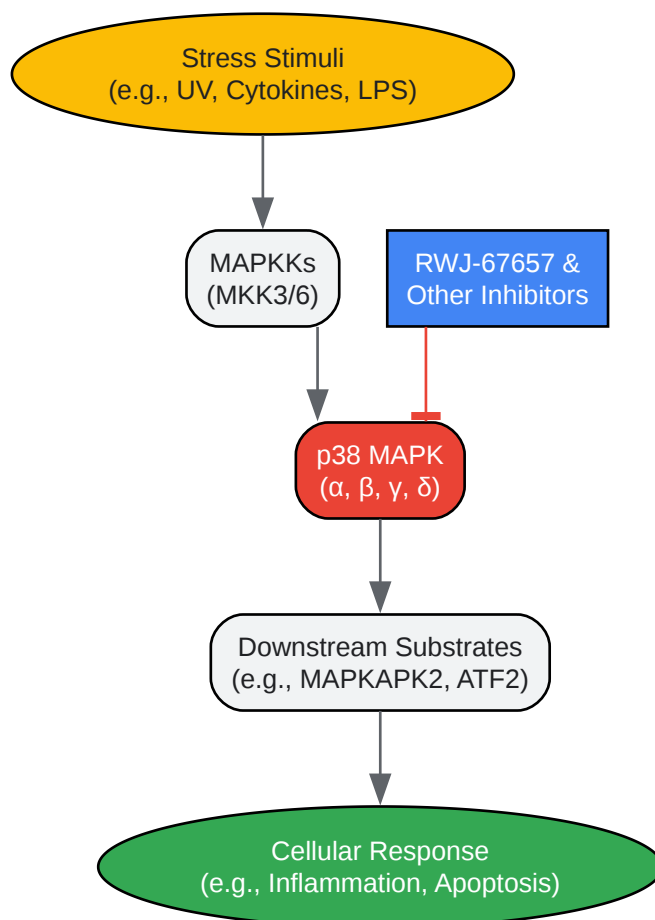 Stress Stimuli
(e.g., UV, Cytokines, LPS)
MAPKKs
(MKK3/6)
RWJ-67657 &
Other Inhibitors
p38 MAPK
(α, β, γ, δ)
Downstream Substrates
(e.g., MAPKAPK2, ATF2)
Cellular Response
(e.g., Inflammation, Apoptosis)